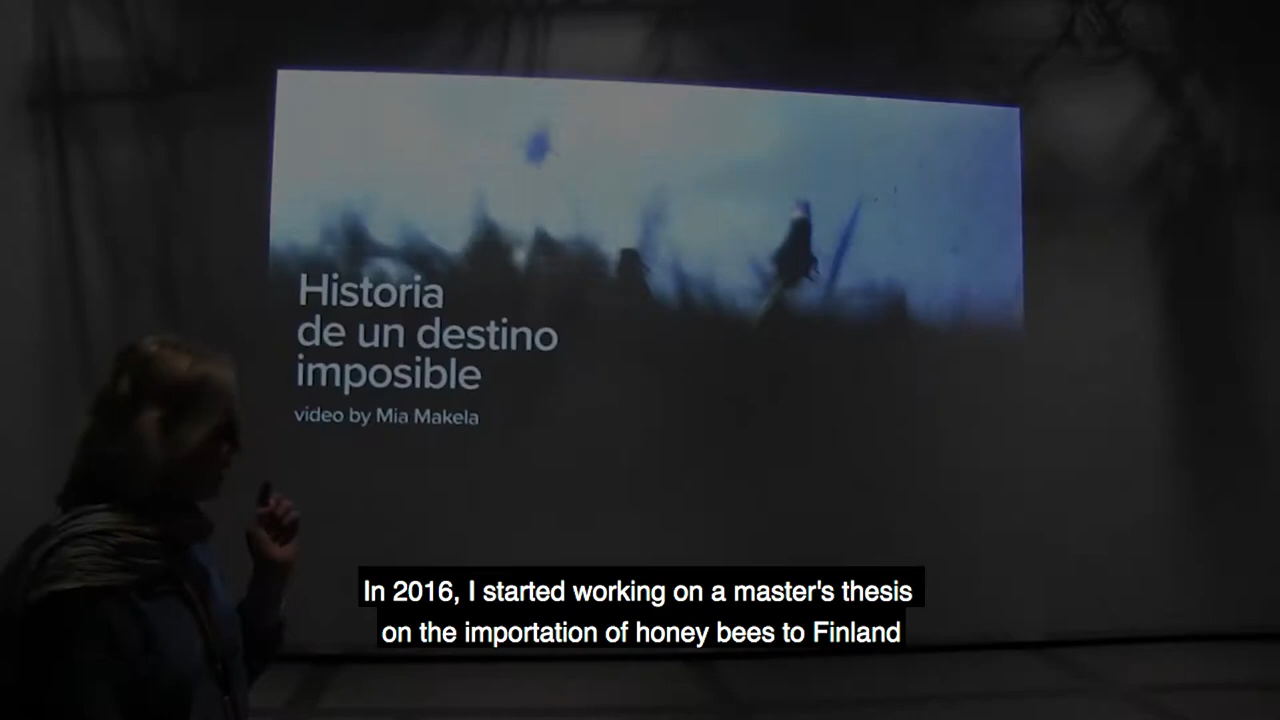 Historia
de un destino
imposible
video by Mia Makela
In 2016, I started working on a master's thesis
on the importation of honey bees to Finland